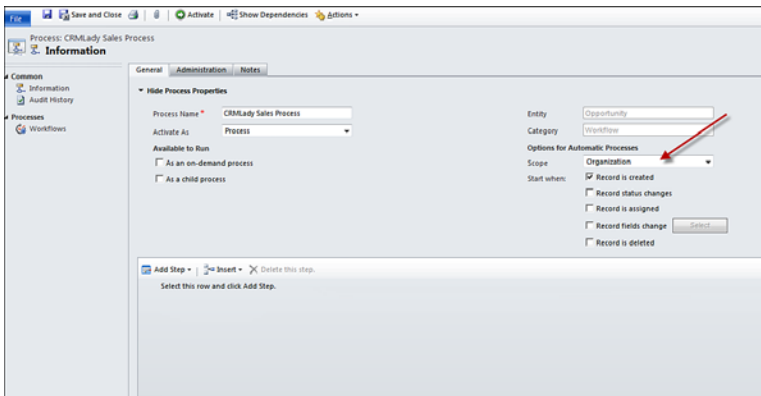 File Save and Close Activate Show Dependencies Actions
Process: CRMLady Sales Process
Information
Common
Information
Audit History
Processes
Workflows
General Administration Notes
Hide Process Properties
Process Name * CRMLady Sales Process
Activate As Process
Available to Run
As an on-demand process
As a child process
Entity Opportunity
Category Workflow
Options for Automatic Processes
Scope Organization
Start when: Record is created
Record status changes
Record is assigned
Record fields change Select
Record is deleted
Add Step Insert Delete this step.
Select this row and click Add Step.